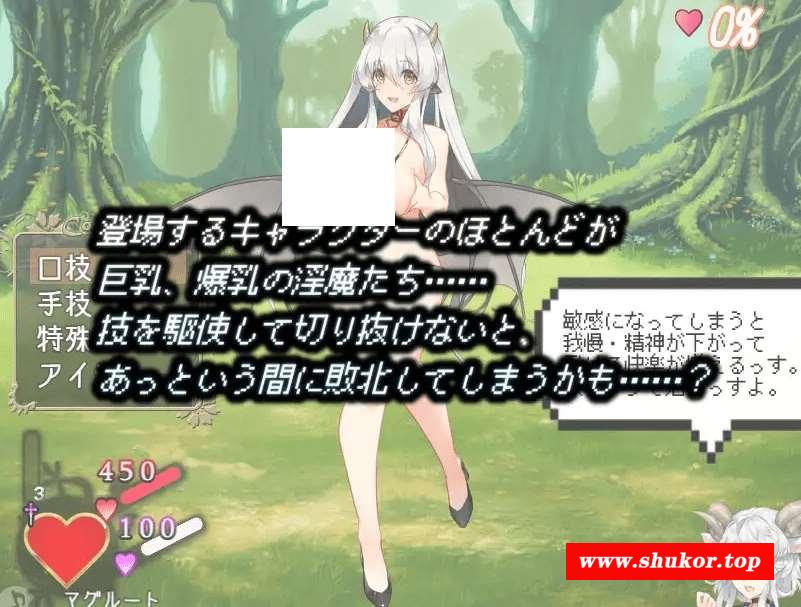 0%
登場するキャラクターのほとんどが
巨乳、爆乳の淫魔たち……
技を駆使して切り抜けないと、
あっという間に敗北してしまうかも……？
口技
手技
特殊
アイ
敏感になってしまうと
我慢・精神が下がって
快楽が
るっす。
っすよ。
450
100
3
マグルート
www.shukor.top